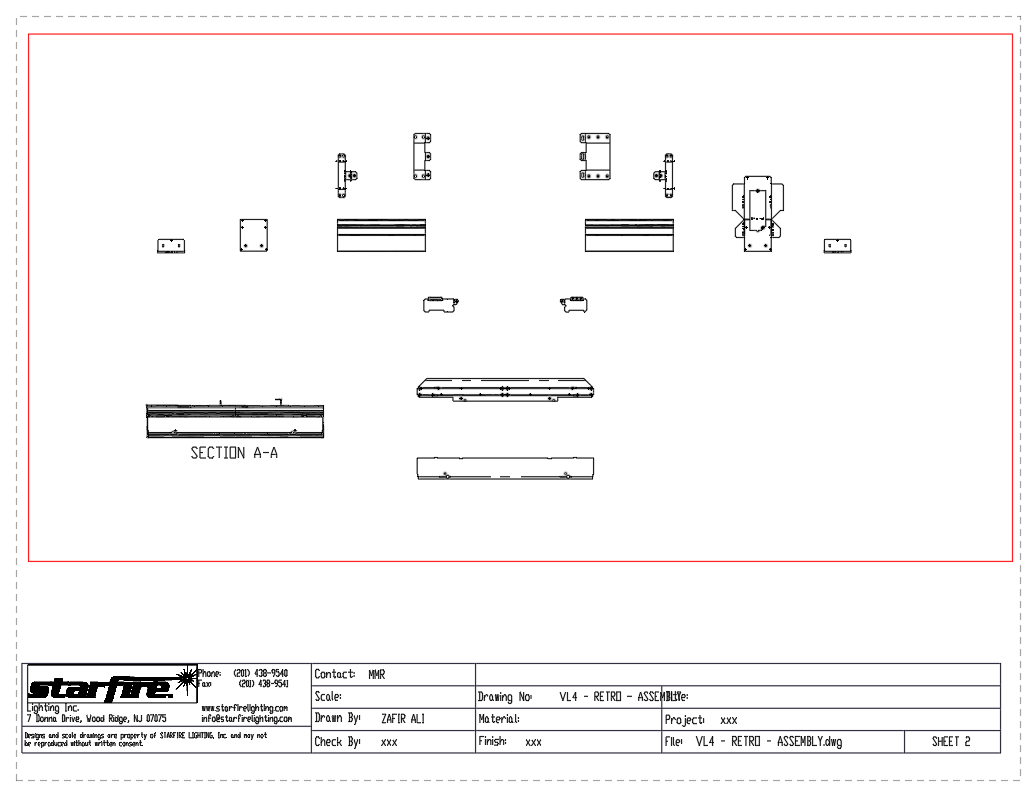 SECTION A-A
starfire
Lighting Inc.
7 Donna Drive, Wood Ridge, NJ 07075
Phone: (201) 438-9540
Fax: (201) 438-9541
www.starfirelighting.com
info@starfirelighting.com
Designs and scale drawings are property of STARFIRE LIGHTING, Inc. and may not
be reproduced without written consent.
Contact: MMR
Scale:
Drawn By: ZAFIR ALI
Check By: xxx
Drawing No: VL4 - RETRO - ASSEMBLY
Material:
Finish: xxx
Project: xxx
File: VL4 - RETRO - ASSEMBLY.dwg
SHEET 2